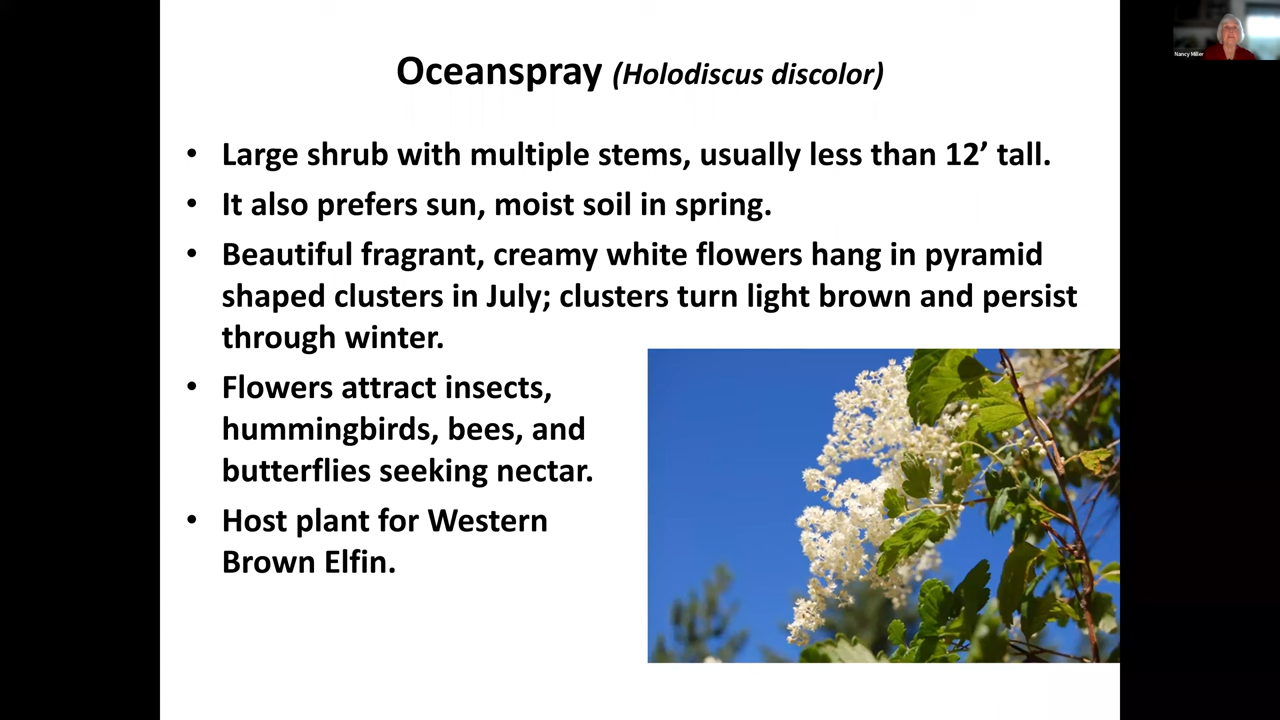 Oceanspray (Holodiscus discolor)
• Large shrub with multiple stems, usually less than 12’ tall.
• It also prefers sun, moist soil in spring.
• Beautiful fragrant, creamy white flowers hang in pyramid
shaped clusters in July; clusters turn light brown and persist
through winter.
• Flowers attract insects,
hummingbirds, bees, and
butterflies seeking nectar.
• Host plant for Western
Brown Elfin.
Nancy Miller